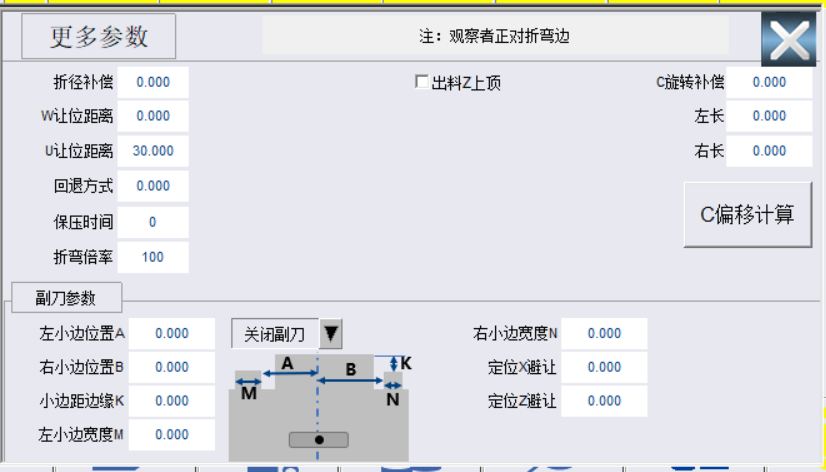 更多参数
注：观察者正对折弯边
折径补偿 0.000
出料Z上顶
C旋转补偿 0.000
W让位距离 0.000
左长 0.000
U让位距离 30.000
右长 0.000
回退方式 0.000
C偏移计算
保压时间 0
折弯倍率 100
副刀参数
左小边位置A 0.000
关闭副刀
右小边宽度N 0.000
右小边位置B 0.000
定位X避让 0.000
小边距边缘K 0.000
定位Z避让 0.000
左小边宽度M 0.000
A
B
K
M
N